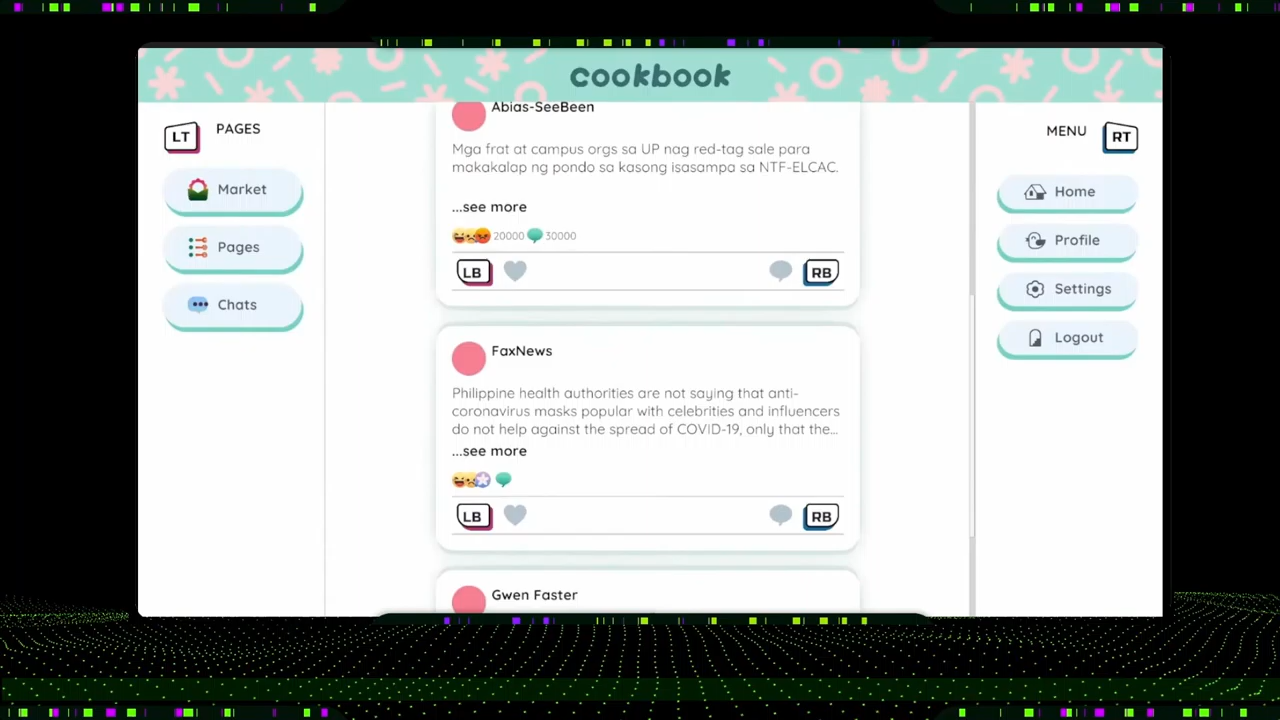 cookbook
LT
PAGES
Market
Pages
Chats
Abias-SeeBeen
Mga frat at campus orgs sa UP nag red-tag sale para
makakalap ng pondo sa kasong isasampa sa NTF-ELCAC.
...see more
20000 30000
LB
RB
FaxNews
Philippine health authorities are not saying that anti-
coronavirus masks popular with celebrities and influencers
do not help against the spread of COVID-19, only that the...
...see more
LB
RB
Gwen Faster
MENU
RT
Home
Profile
Settings
Logout